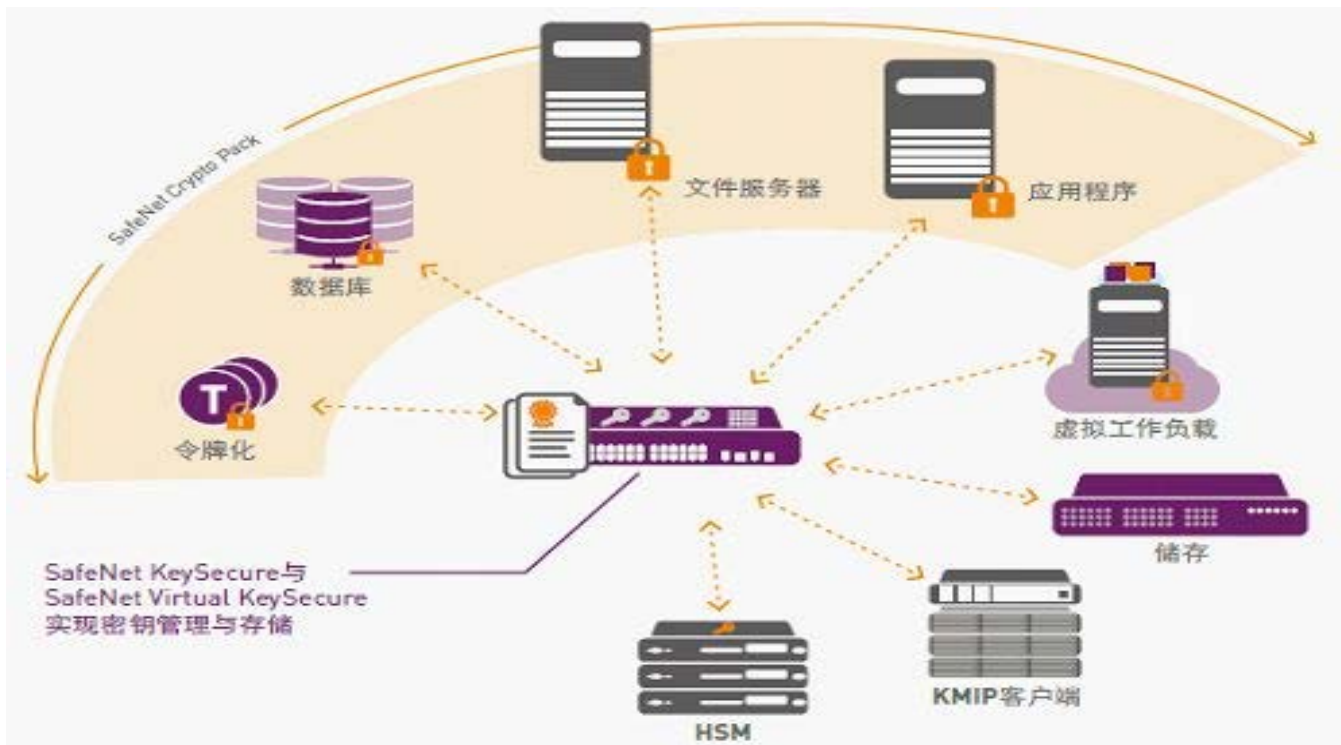 SafeNet Crypto Pack
文件服务器
应用程序
数据库
T
令牌化
虚拟工作负载
储存
SafeNet KeySecure与
SafeNet Virtual KeySecure
实现密钥管理与存储
KMIP客户端
HSM